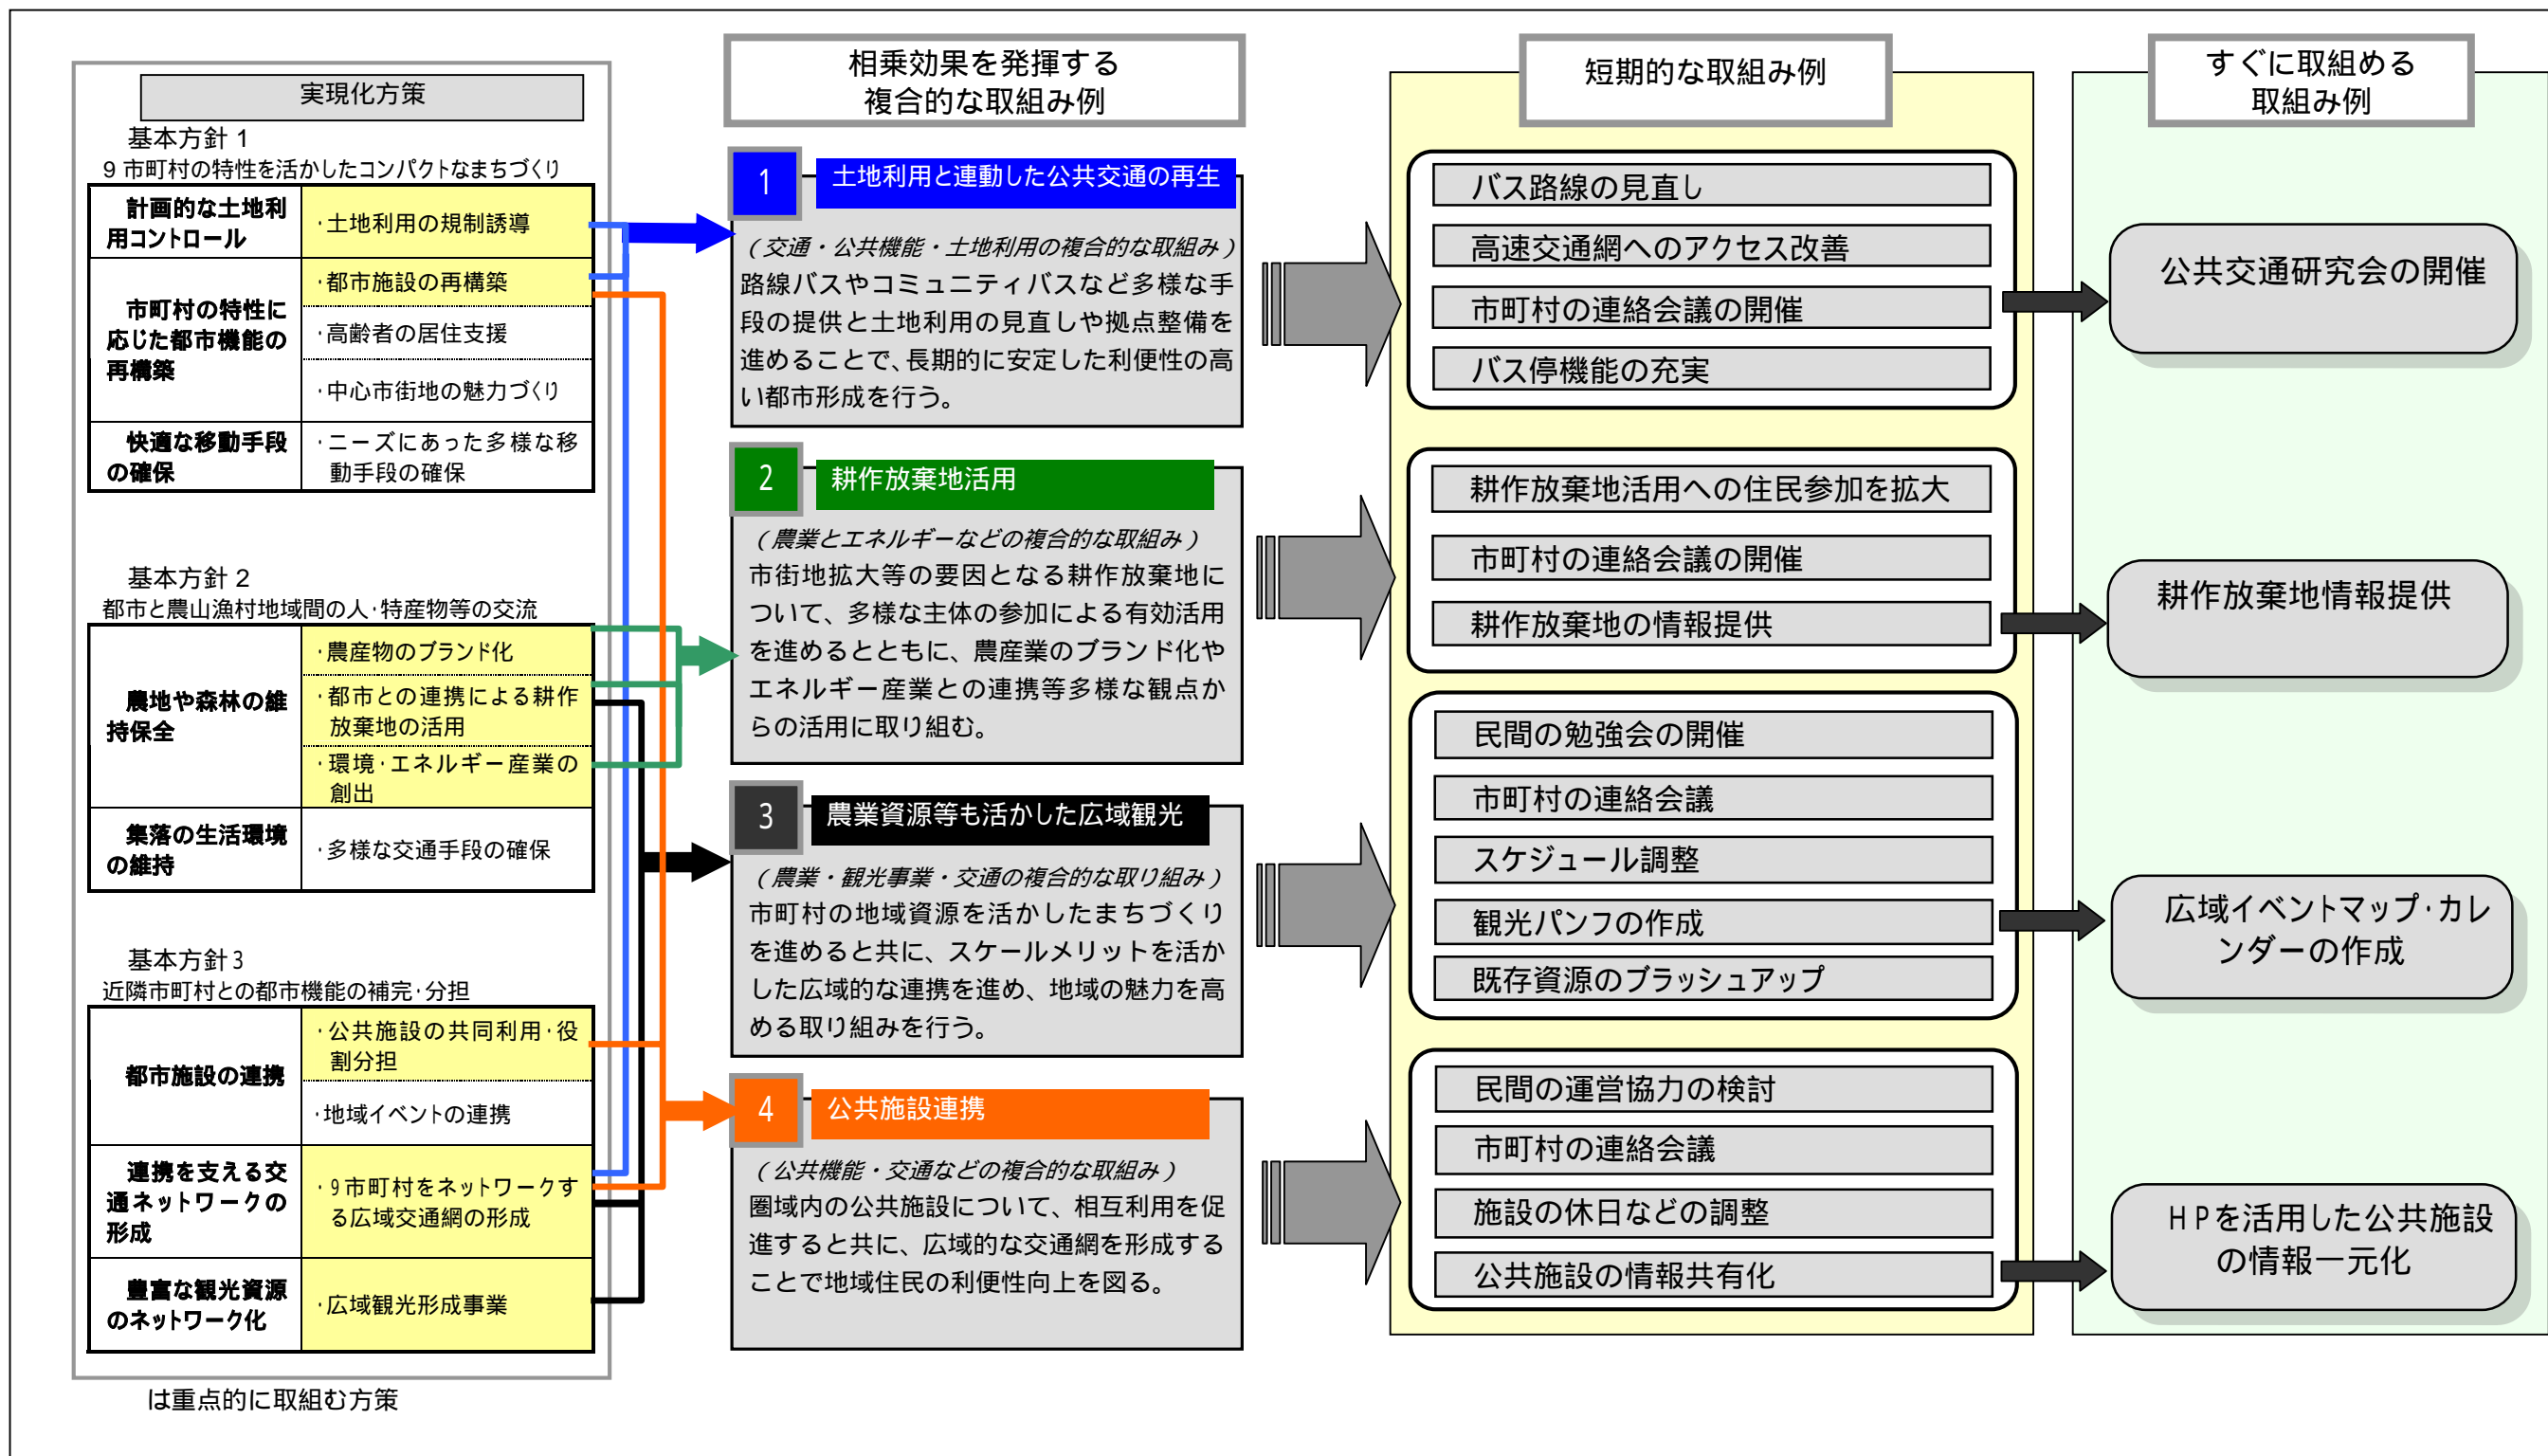 実現化方策
基本方針1
9市町村の特性を活かしたコンパクトなまちづくり
計画的な土地利
用コントロール
・土地利用の規制誘導
市町村の特性に
応じた都市機能の
再構築
・都市施設の再構築
・高齢者の居住支援
・中心市街地の魅力づくり
快適な移動手段
の確保
・ニーズにあった多様な移
動手段の確保
基本方針2
都市と農山漁村地域間の人・特産物等の交流
農地や森林の維
持保全
・農産物のブランド化
・都市との連携による耕作
放棄地の活用
・環境・エネルギー産業の
創出
集落の生活環境
の維持
・多様な交通手段の確保
基本方針3
近隣市町村との都市機能の補完・分担
都市施設の連携
・公共施設の共同利用・役
割分担
・地域イベントの連携
連携を支える交
通ネットワークの
形成
・9市町村をネットワークす
る広域交通網の形成
豊富な観光資源
のネットワーク化
・広域観光形成事業
は重点的に取組む方策
相乗効果を発揮する
複合的な取組み例
1
土地利用と連動した公共交通の再生
(交通・公共機能・土地利用の複合的な取組み)
路線バスやコミュニティバスなど多様な手
段の提供と土地利用の見直しや拠点整備を
進めることで、長期的に安定した利便性の高
い都市形成を行う。
2
耕作放棄地活用
(農業とエネルギーなどの複合的な取組み)
市街地拡大等の要因となる耕作放棄地に
ついて、多様な主体の参加による有効活用
を進めるとともに、農産業のブランド化や
エネルギー産業との連携等多様な観点か
らの活用に取り組む。
3
農業資源等も活かした広域観光
(農業・観光事業・交通の複合的な取り組み)
市町村の地域資源を活かしたまちづくり
を進めると共に、スケールメリットを活か
した広域的な連携を進め、地域の魅力を高
める取り組みを行う。
4
公共施設連携
(公共機能・交通などの複合的な取組み)
圏域内の公共施設について、相互利用を促
進すると共に、広域的な交通網を形成する
ことで地域住民の利便性向上を図る。
短期的な取組み例
バス路線の見直し
高速交通網へのアクセス改善
市町村の連絡会議の開催
バス停機能の充実
耕作放棄地活用への住民参加を拡大
市町村の連絡会議の開催
耕作放棄地の情報提供
民間の勉強会の開催
市町村の連絡会議
スケジュール調整
観光パンフの作成
既存資源のブラッシュアップ
民間の運営協力の検討
市町村の連絡会議
施設の休日などの調整
公共施設の情報共有化
すぐに取組める
取組み例
公共交通研究会の開催
耕作放棄地情報提供
広域イベントマップ・カレ
ンダーの作成
HPを活用した公共施設
の情報一元化